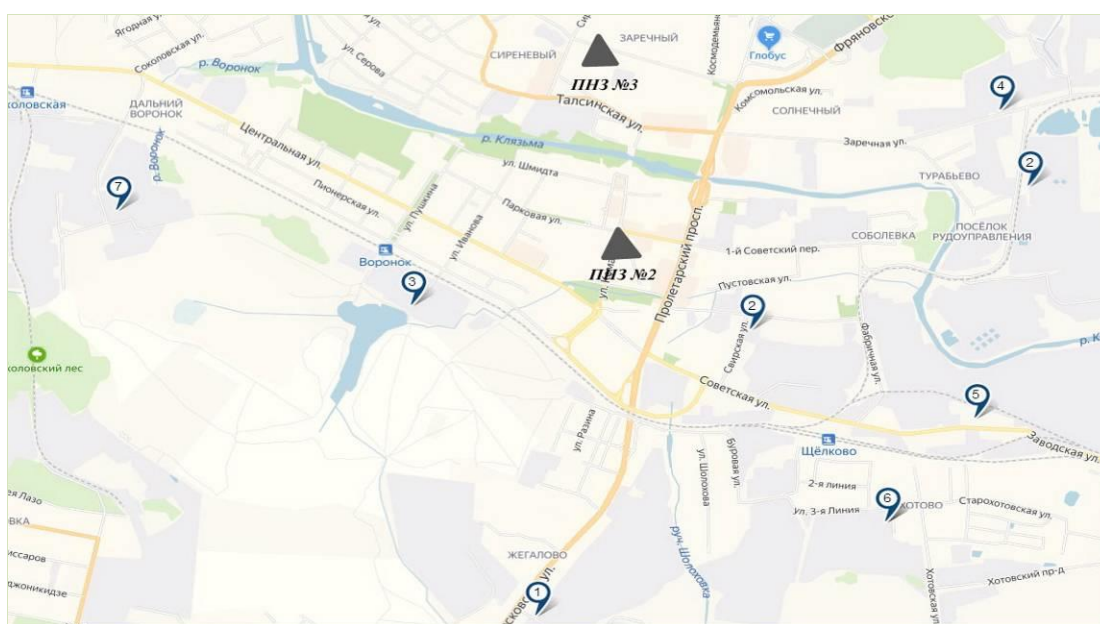 Ягодная ул.
Соколовская ул.
р. Воронок
ул. Серова
СИРЕНЕВЫЙ
ЗАРЕЧНЫЙ
Глобус
ПНЗ №3
Талсинская ул.
Комсомольская ул.
СОЛНЕЧНЫЙ
4
ДАЛЬНИЙ
ВОРОНОК
р. Воронок
Центральная ул.
р. Клязьма
Заречная ул.
ул. Шмидта
2
ТУРАБЬЕВО
7
Пионерская ул.
ул. Пушкина
Парковая ул.
ул. Иванова
Пролетарский просп.
ПОСЁЛОК
РУДОУПРАВЛЕНИЯ
СОБОЛЕВКА
1-й Советский пер.
Воронок
ПНЗ №2
Пустовская ул.
3
2
Свирская ул.
Фабричная ул.
Советская ул.
5
ул. Разина
Заводская ул.
Щёлково
ул. Шолохова
Буровая ул.
2-я линия
6
ул. 3-я Линия
Старохотовская ул.
руч. Шолоховка
ЖЕГАЛОВО
Хотовский пр-д
Хотовская ул.
1